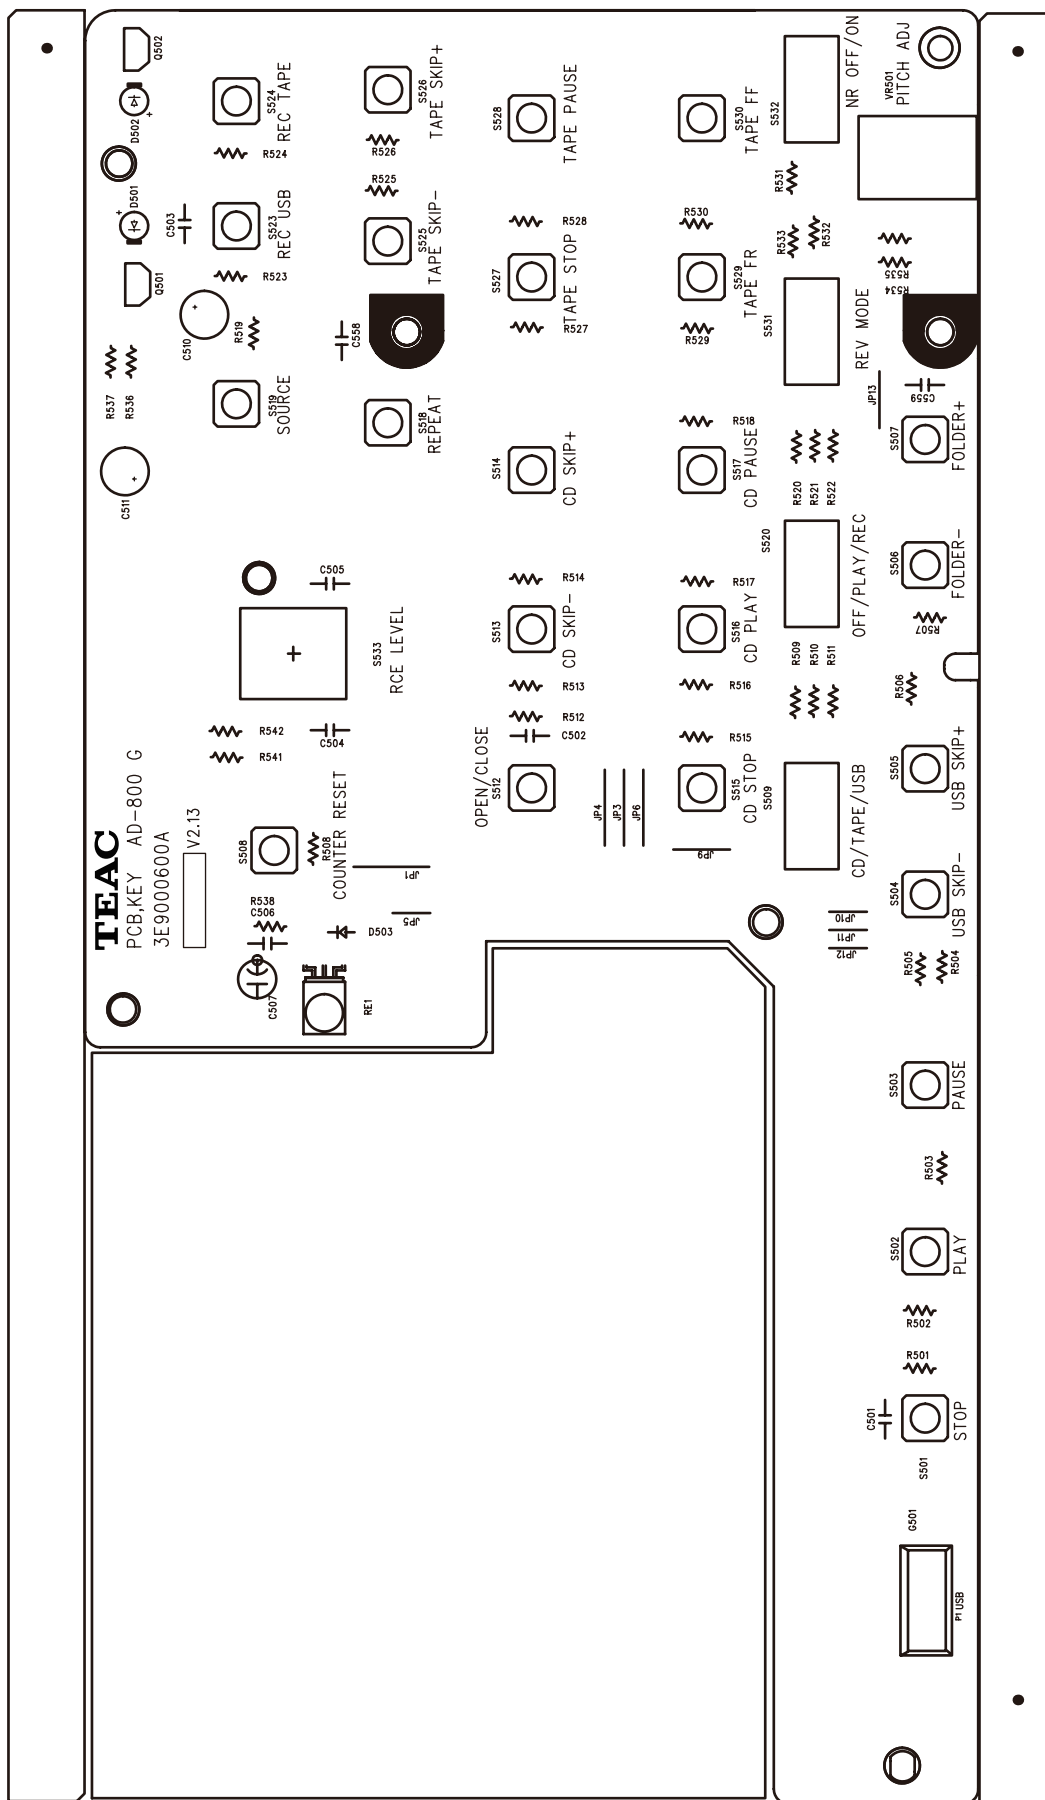 Q502
D502
+
D501
+
Q501
C503
S524
REC TAPE
R524
S523
REC USB
R523
+
C510
R519
S519
SOURCE
R537
R536
+
C511
S526
TAPE SKIP+
R526
R525
S525
TAPE SKIP-
C558
S518
REPEAT
S528
TAPE PAUSE
R528
S527
TAPE STOP
R527
S530
TAPE FF
R530
S529
TAPE FR
R529
S532
NR OFF/ON
VR501
PITCH ADJ
R531
R533
R532
R535
R534
S531
REV MODE
JP13
C559
S507
FOLDER+
S514
CD SKIP+
R518
S517
CD PAUSE
R520
R521
R522
S520
OFF/PLAY/REC
S506
FOLDER-
R507
C505
S533
RCE LEVEL
R514
S513
CD SKIP-
R513
R512
C502
R517
S516
CD PLAY
R516
R515
R509
R510
R511
R506
R542
R541
C504
OPEN/CLOSE
S512
JP4
JP3
JP6
S515
CD STOP
S509
CD/TAPE/USB
S505
USB SKIP+
TEAC
PCB,KEY AD-800 G
3E9000600A
V2.13
S508
R508
COUNTER RESET
JP1
JP5
JP9
S504
USB SKIP-
R538
C506
D503
JP10
JP11
JP12
R505
R504
C507
RE1
S503
PAUSE
R503
S502
PLAY
R502
R501
C501
STOP
S501
G501
P1 USB